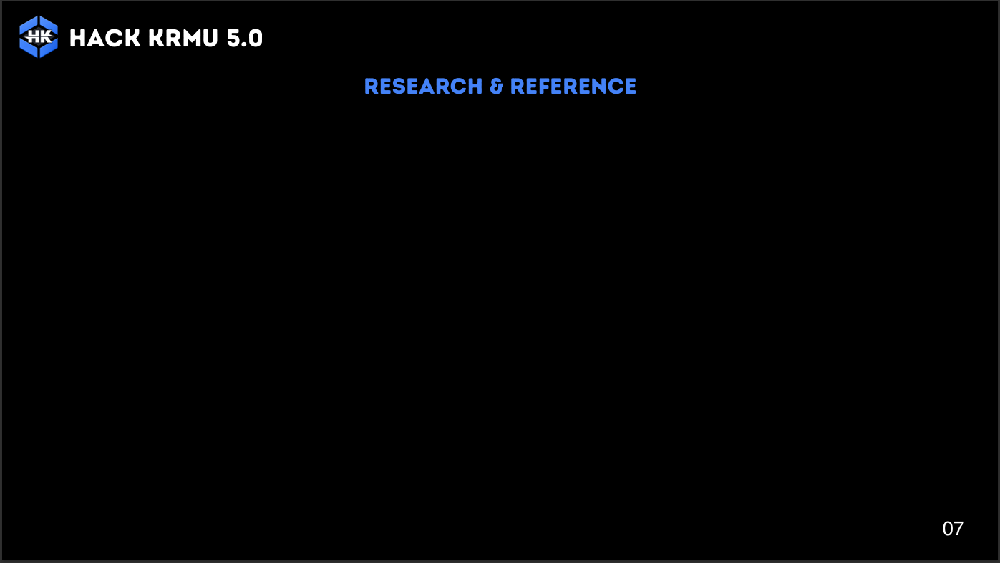 HK
HACK KRMU 5.0
RESEARCH & REFERENCE
07